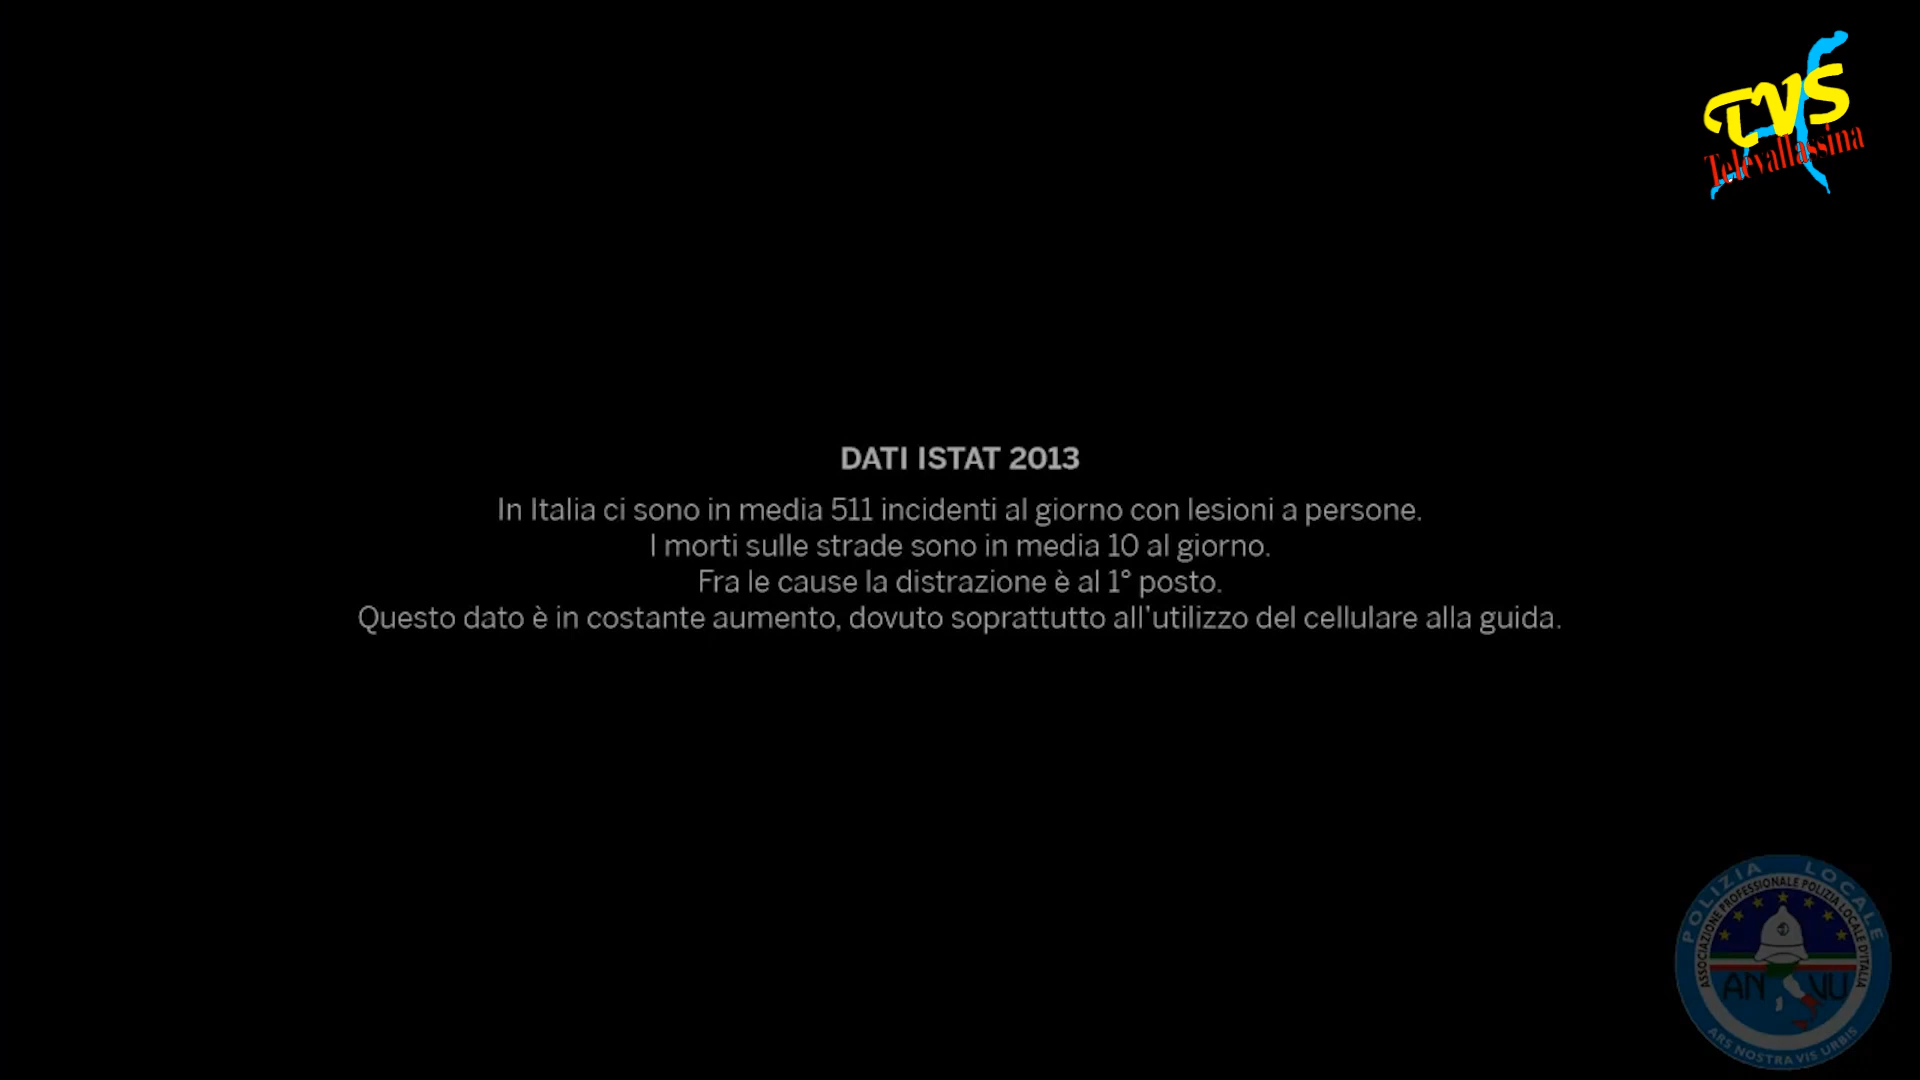 TVS
Televallassina
DATI ISTAT 2013
In Italia ci sono in media 511 incidenti al giorno con lesioni a persone.
I morti sulle strade sono in media 10 al giorno.
Fra le cause la distrazione è al 1° posto.
Questo dato è in costante aumento, dovuto soprattutto all'utilizzo del cellulare alla guida.
POLIZIA LOCALE
ASSOCIAZIONE PROFESSIONALE POLIZIA LOCALE D'ITALIA
AN VU
ARS NOSTRA VIS URBIS